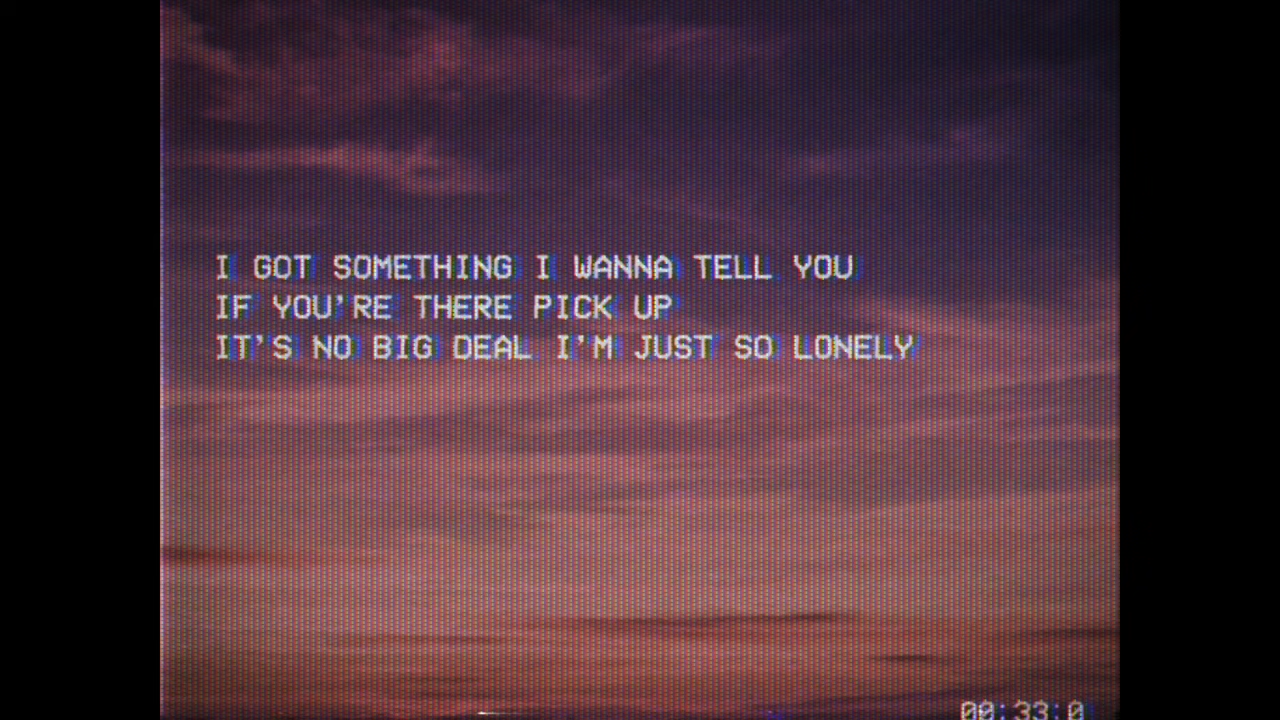 I GOT SOMETHING I WANNA TELL YOU
IF YOU'RE THERE PICK UP
IT'S NO BIG DEAL I'M JUST SO LONELY
00:33:0